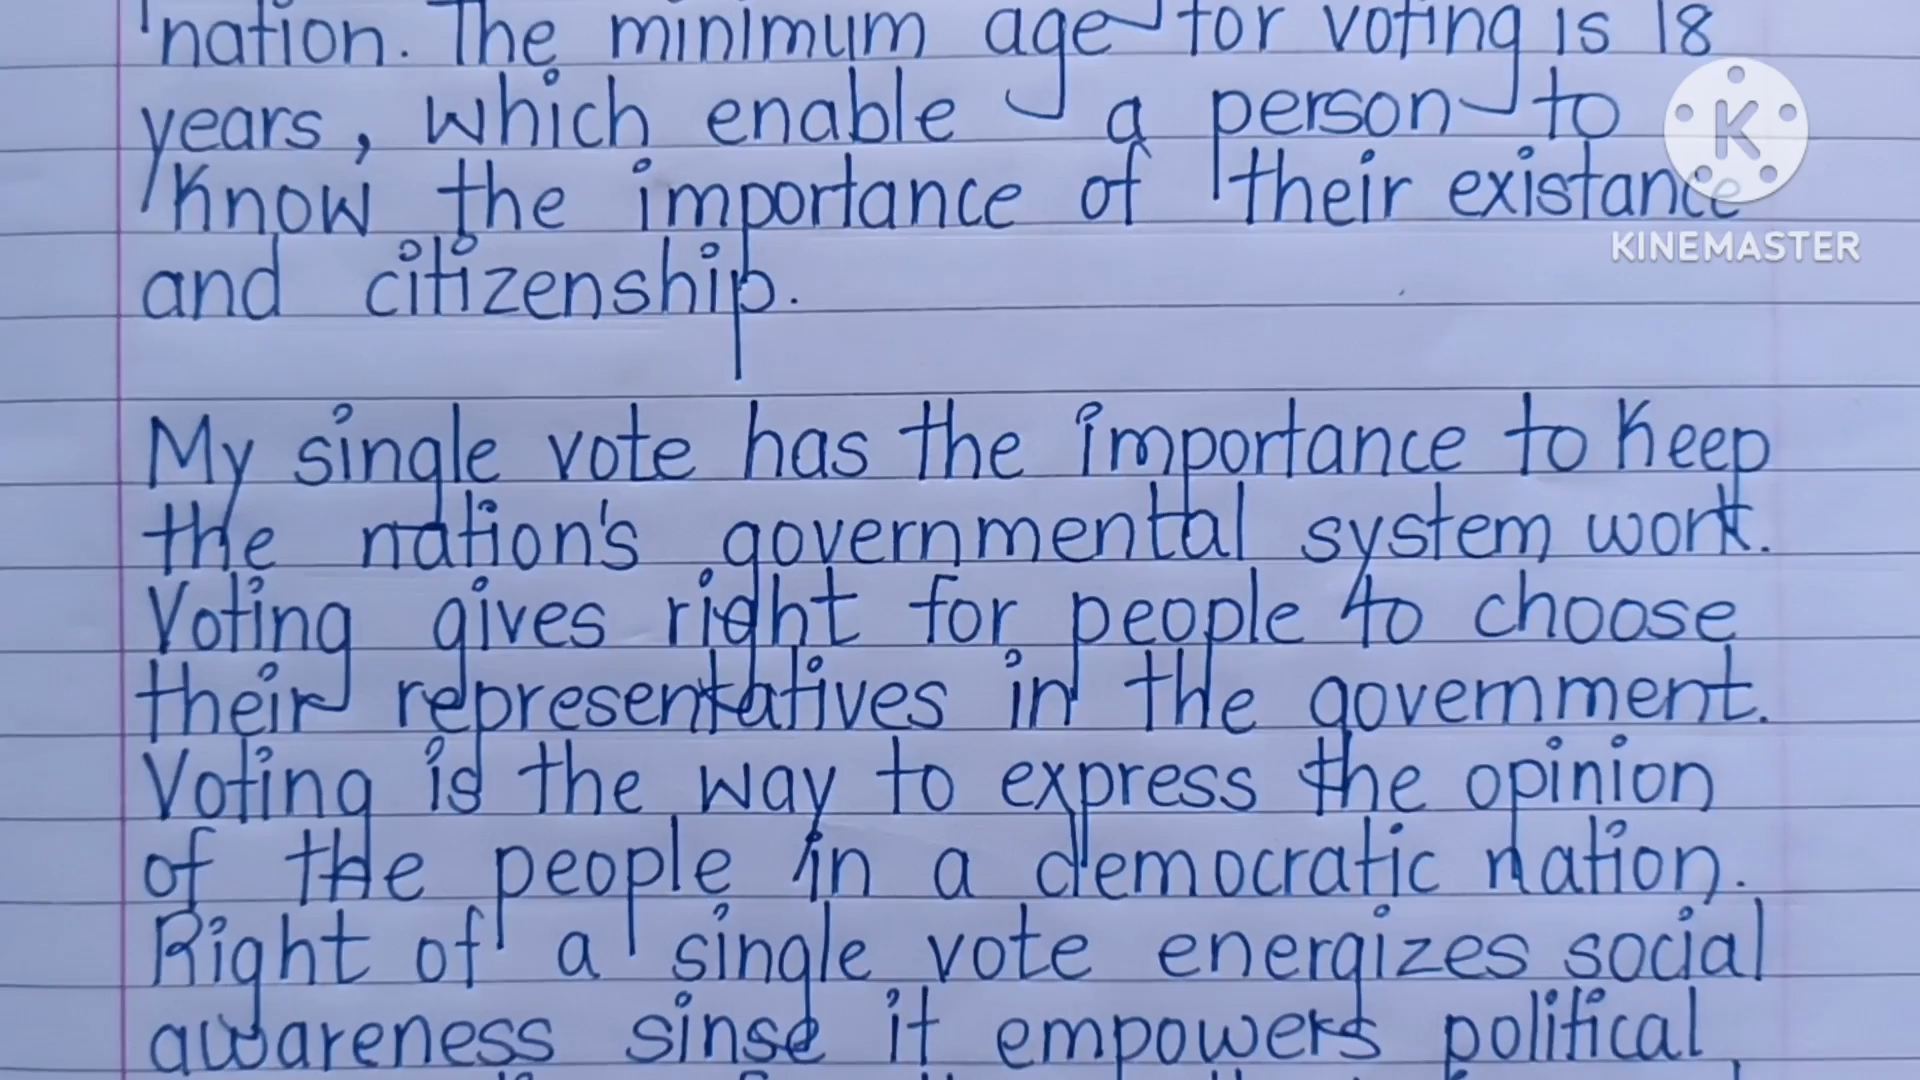 nation. The minimum age for voting is 18
years, which enable a person to
know the importance of their existance
and citizenship.
My single vote has the importance to keep
the nation's governmental system work.
Voting gives right for people to choose
their representatives in the government.
Voting is the way to express the opinion
of the people in a democratic nation.
Right of a single vote energizes social
awareness sinse it empowers political
K
KINEMASTER